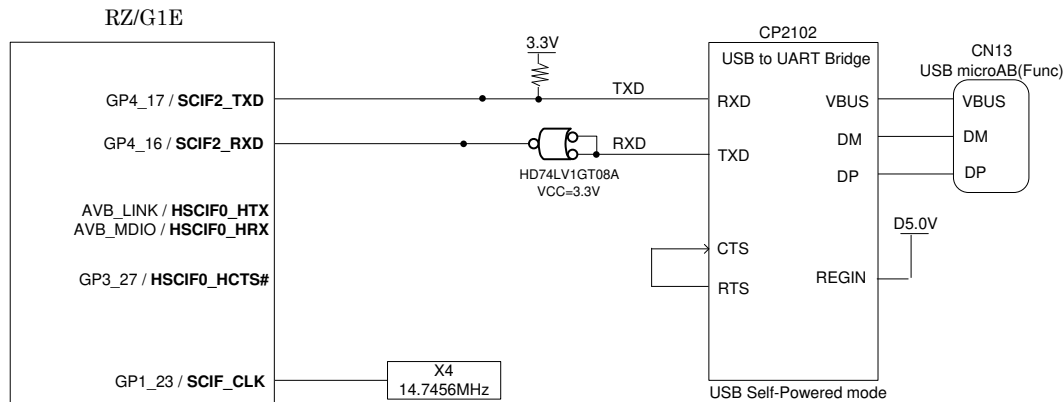 RZ/G1E
GP4_17 / SCIF2_TXD
GP4_16 / SCIF2_RXD
AVB_LINK / HSCIF0_HTX
AVB_MDIO / HSCIF0_HRX
GP3_27 / HSCIF0_HCTS#
GP1_23 / SCIF_CLK
3.3V
TXD
RXD
HD74LV1GT08A
VCC=3.3V
X4
14.7456MHz
CP2102
USB to UART Bridge
RXD
TXD
CTS
RTS
VBUS
DM
DP
REGIN
D5.0V
USB Self-Powered mode
CN13
USB microAB(Func)
VBUS
DM
DP